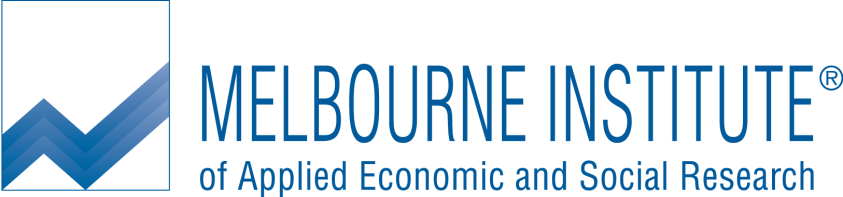 MELBOURNE INSTITUTE®
of Applied Economic and Social Research